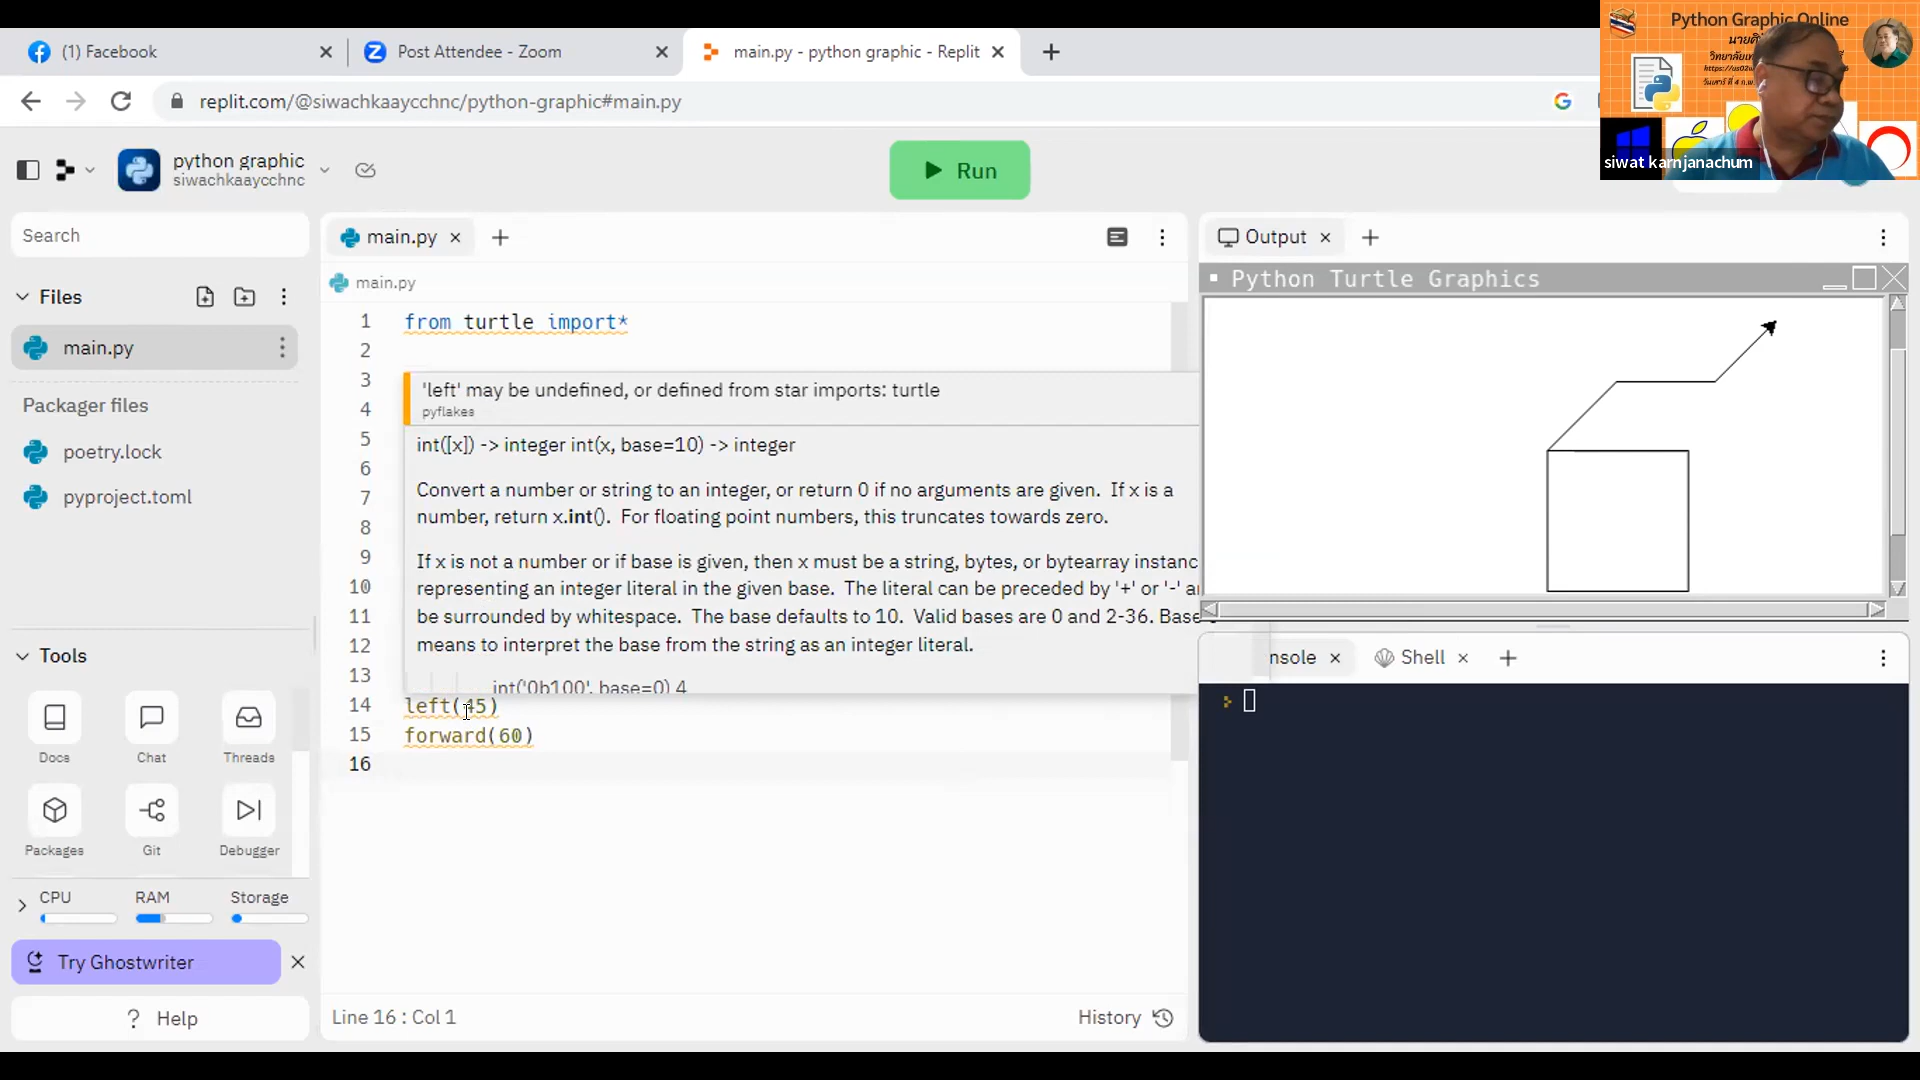 Python Graphic Online
(1) Facebook
Post Attendee - Zoom
main.py - python graphic - Replit
replit.com/@siwachkaaycchnc/python-graphic#main.py
siwat karnjanachum
python graphic
siwachkaaycchnc
Run
Search
main.py
Output
Files
main.py
Python Turtle Graphics
main.py
Packager files
poetry.lock
pyproject.toml
1 from turtle import*
2
3
4
5
6
7
8
9
10
11
12
13
'left' may be undefined, or defined from star imports: turtle
pyflakes
int([x]) -> integer int(x, base=10) -> integer
Convert a number or string to an integer, or return 0 if no arguments are given. If x is a
number, return x.int(). For floating point numbers, this truncates towards zero.
If x is not a number or if base is given, then x must be a string, bytes, or bytearray instanc
representing an integer literal in the given base. The literal can be preceded by '+' or '-' a
be surrounded by whitespace. The base defaults to 10. Valid bases are 0 and 2-36. Base
means to interpret the base from the string as an integer literal.
int('0b100', base=0) 4
14 left(45)
15 forward(60)
16
nsole
Shell
Tools
Docs
Chat
Threads
Packages
Git
Debugger
CPU
RAM
Storage
Try Ghostwriter
? Help
Line 16 : Col 1
History